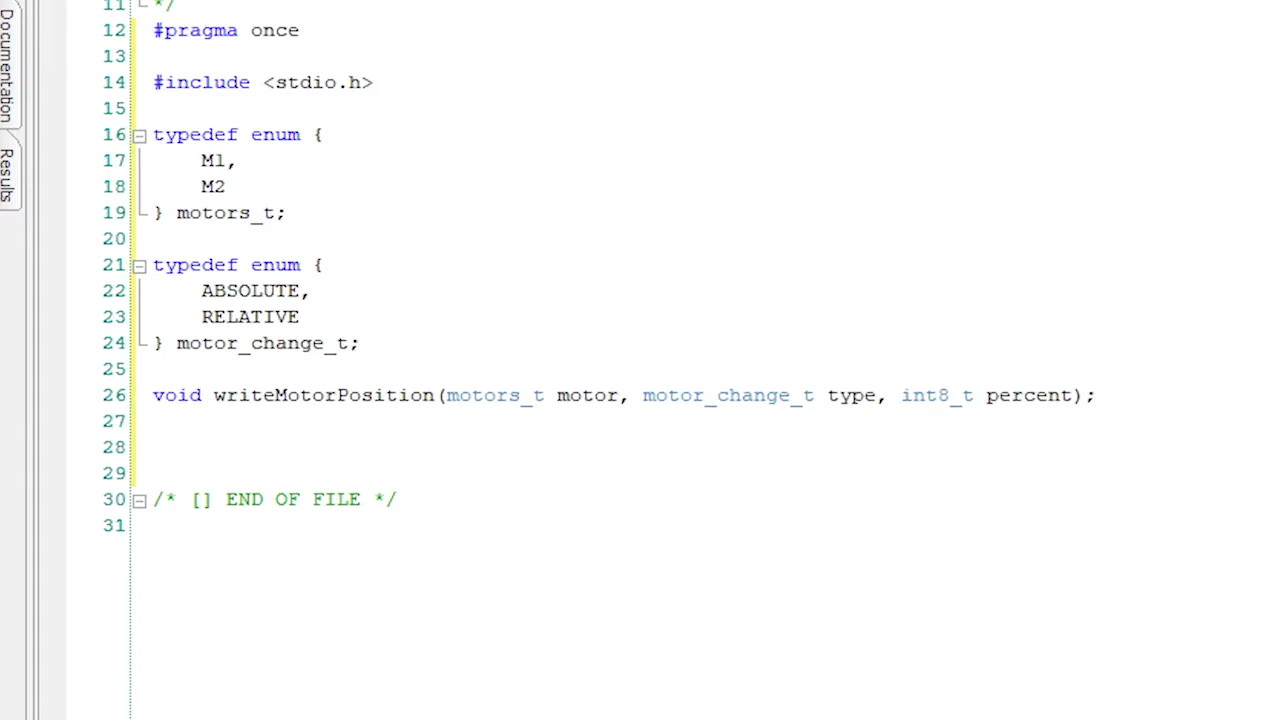 Documentation
Results
11 */
12 #pragma once
13
14 #include <stdio.h>
15
16 typedef enum {
17 M1,
18 M2
19 } motors_t;
20
21 typedef enum {
22 ABSOLUTE,
23 RELATIVE
24 } motor_change_t;
25
26 void writeMotorPosition(motors_t motor, motor_change_t type, int8_t percent);
27
28
29
30 /* [] END OF FILE */
31